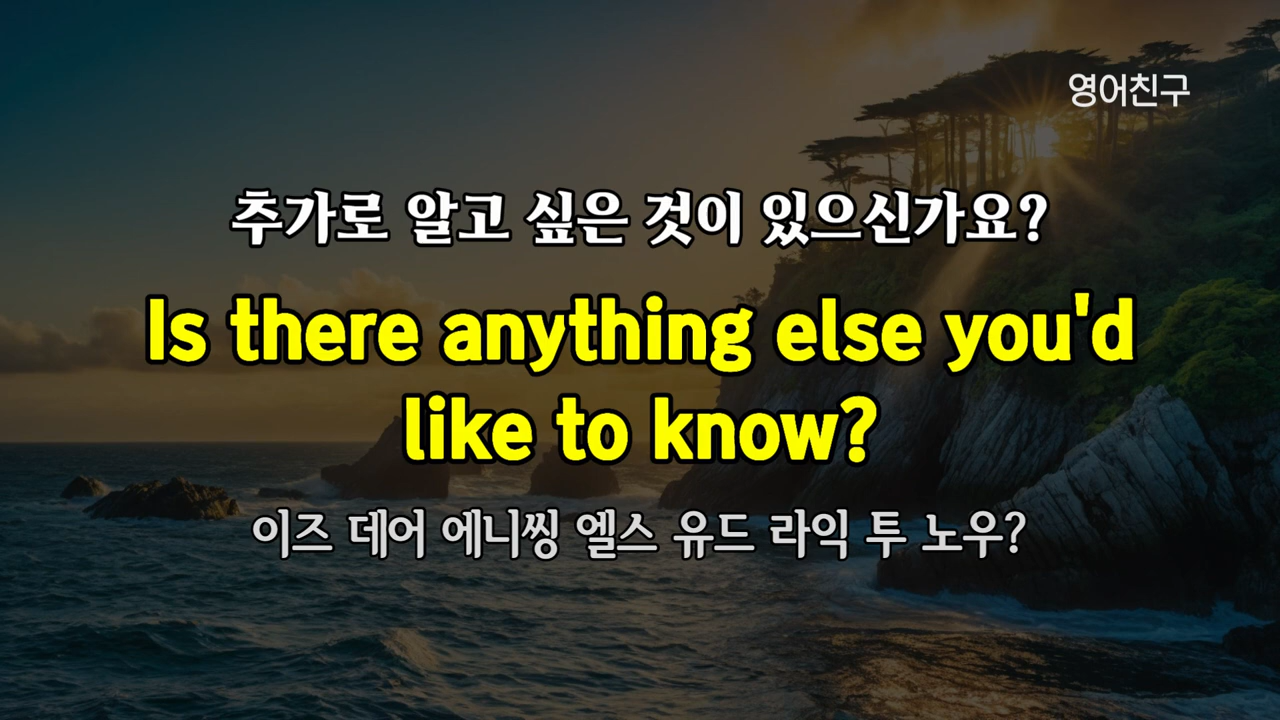 영어친구
추가로 알고 싶은 것이 있으신가요?
Is there anything else you'd
like to know?
이즈 데어 에니씽 엘스 유드 라익 투 노우?